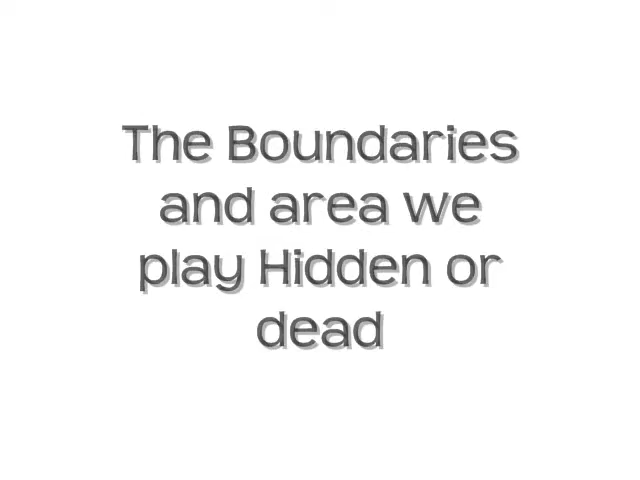 The Boundaries
and area we
play Hidden or
dead